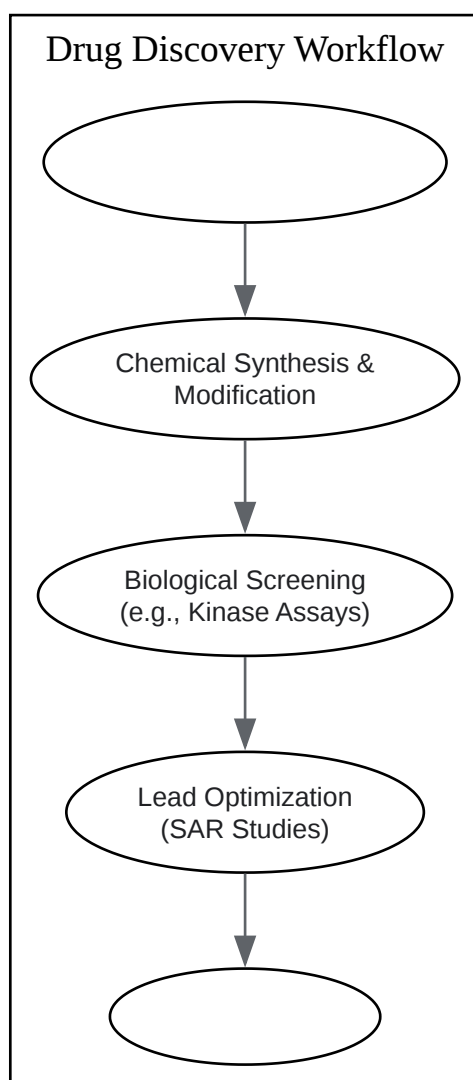 Drug Discovery Workflow
Chemical Synthesis &
Modification
Biological Screening
(e.g., Kinase Assays)
Lead Optimization
(SAR Studies)